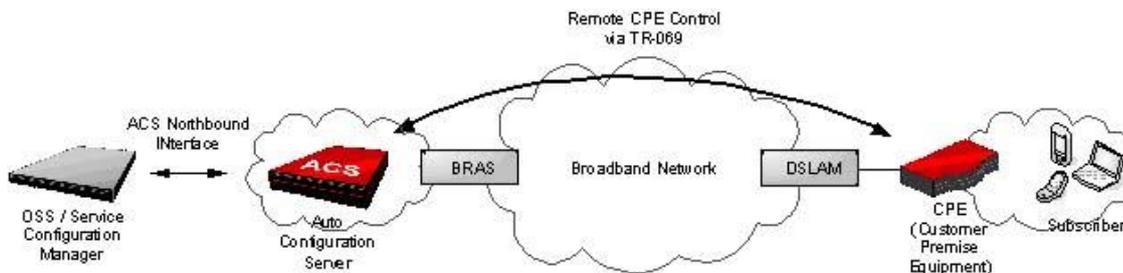 Remote CPE Control
via TR-069
ACS Northbound
INterface
ACS
BRAS
Broadband Network
DSLAM
OSS / Service
Configuration
Manager
Auto
Configuration
Server
CPE
(Customer
Premise
Equipment)
Subscriber